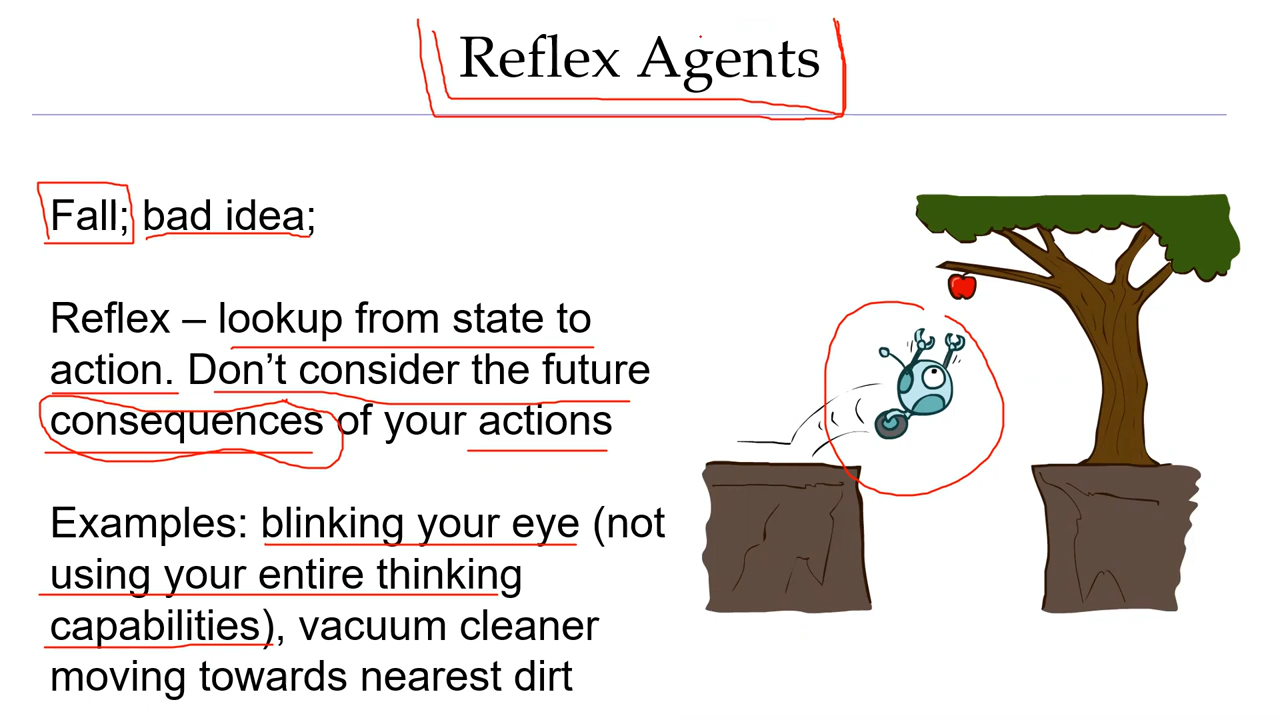 Reflex Agents
Fall; bad idea;
Reflex – lookup from state to
action. Don’t consider the future
consequences of your actions
Examples: blinking your eye (not
using your entire thinking
capabilities), vacuum cleaner
moving towards nearest dirt